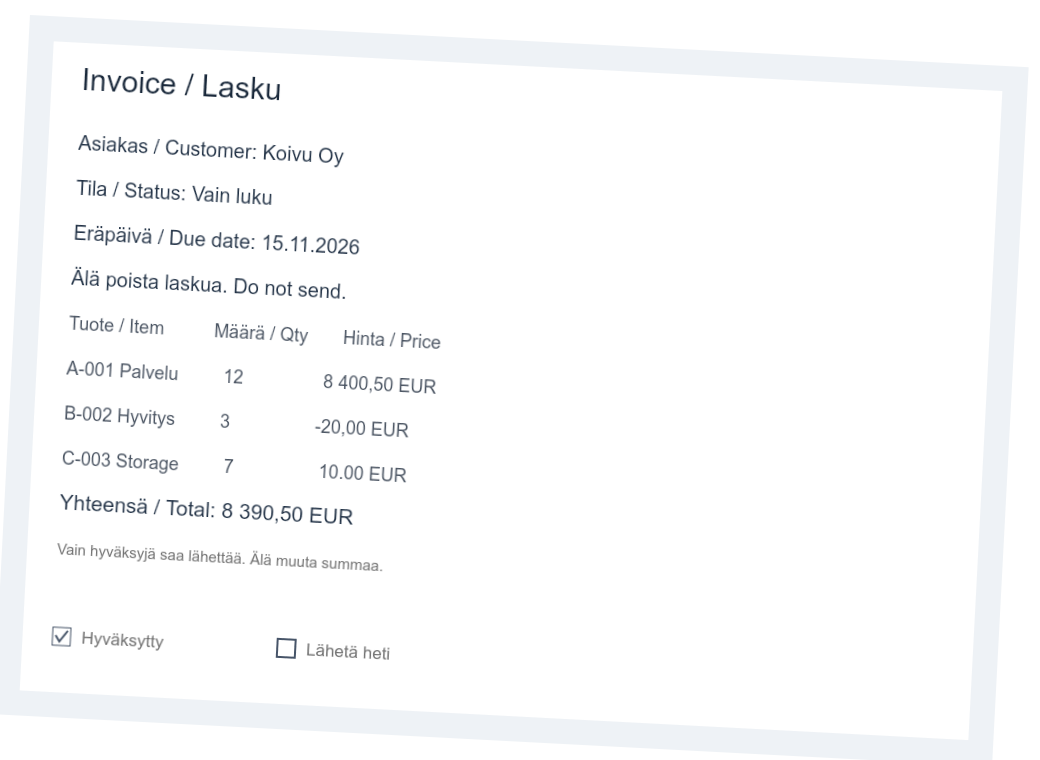 Invoice / Lasku
Asiakas / Customer: Koivu Oy
Tila / Status: Vain luku
Eräpäivä / Due date: 15.11.2026
Älä poista laskua. Do not send.
Tuote / Item Määrä / Qty Hinta / Price
A-001 Palvelu 12 8 400,50 EUR
B-002 Hyvitys 3 -20,00 EUR
C-003 Storage 7 10.00 EUR
Yhteensä / Total: 8 390,50 EUR
Vain hyväksyjä saa lähettää. Älä muuta summaa.
Hyväksytty Lähetä heti